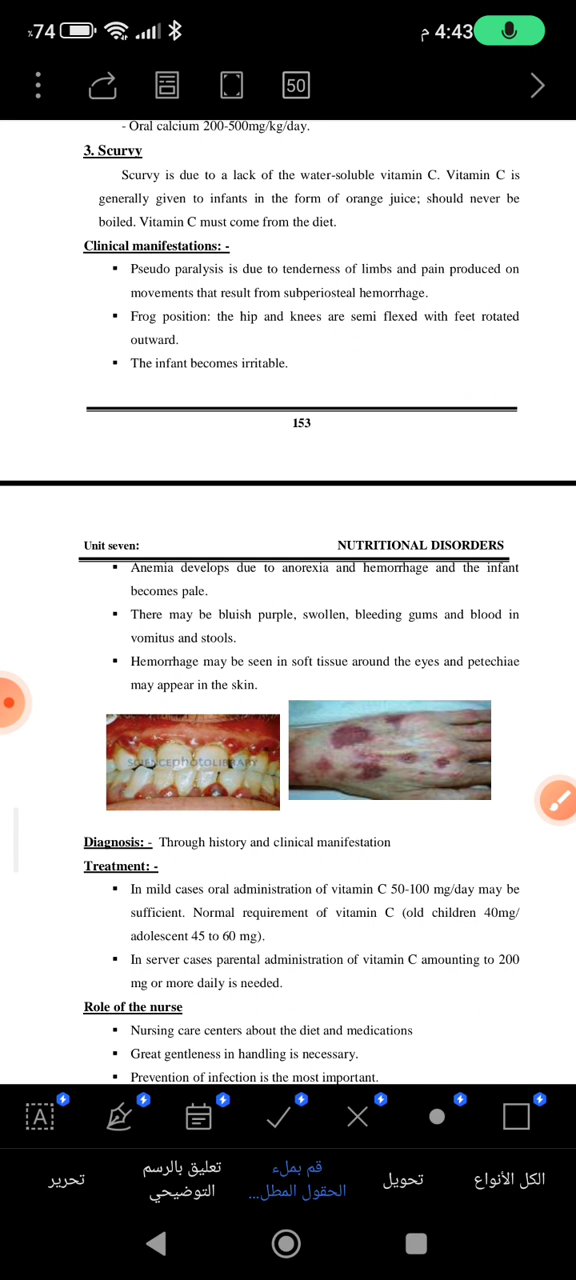 %74
4:43 م
50
- Oral calcium 200-500mg/kg/day.
3. Scurvy
Scurvy is due to a lack of the water-soluble vitamin C. Vitamin C is
generally given to infants in the form of orange juice; should never be
boiled. Vitamin C must come from the diet.
Clinical manifestations: -
▪ Pseudo paralysis is due to tenderness of limbs and pain produced on
movements that result from subperiosteal hemorrhage.
▪ Frog position: the hip and knees are semi flexed with feet rotated
outward.
▪ The infant becomes irritable.
153
Unit seven: NUTRITIONAL DISORDERS
▪ Anemia develops due to anorexia and hemorrhage and the infant
becomes pale.
▪ There may be bluish purple, swollen, bleeding gums and blood in
vomitus and stools.
▪ Hemorrhage may be seen in soft tissue around the eyes and petechiae
may appear in the skin.
SCIENCEPHOTOLIBRARY
Diagnosis: - Through history and clinical manifestation
Treatment: -
▪ In mild cases oral administration of vitamin C 50-100 mg/day may be
sufficient. Normal requirement of vitamin C (old children 40mg/
adolescent 45 to 60 mg).
▪ In server cases parental administration of vitamin C amounting to 200
mg or more daily is needed.
Role of the nurse
▪ Nursing care centers about the diet and medications
▪ Great gentleness in handling is necessary.
▪ Prevention of infection is the most important.
A
الكل الأنواع
تحويل
قم بملء
الحقول المطل...
تعليق بالرسم
التوضيحي
تحرير